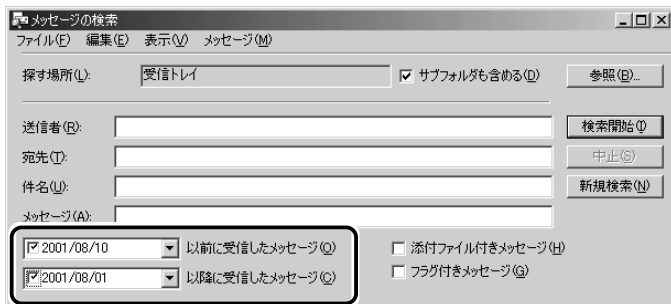 メッセージの検索
ファイル(F) 編集(E) 表示(V) メッセージ(M)
探す場所(L): 受信トレイ サブフォルダも含める(D) 参照(B)...
送信者(R): 検索開始(I)
宛先(T): 中止(S)
件名(U): 新規検索(N)
メッセージ(A):
2001/08/10 以前に受信したメッセージ(O) 添付ファイル付きメッセージ(H)
2001/08/01 以降に受信したメッセージ(C) フラグ付きメッセージ(G)